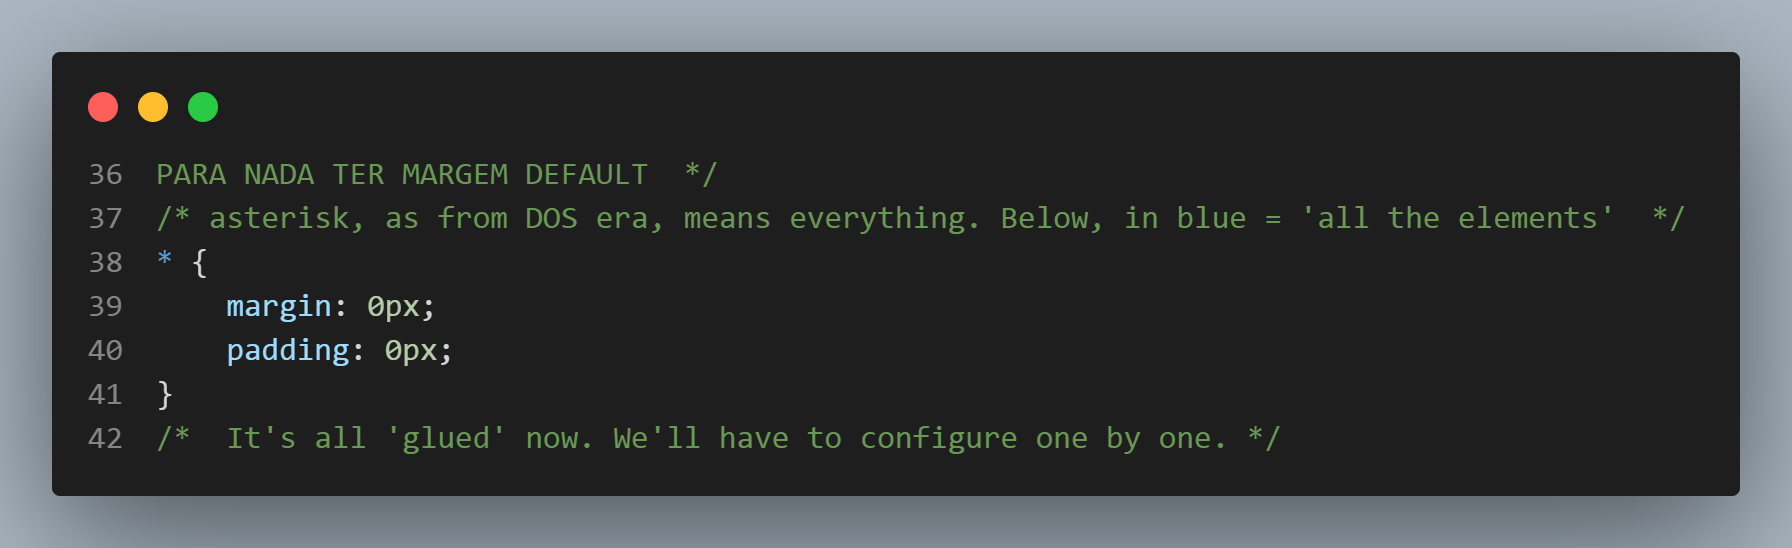 36 PARA NADA TER MARGEM DEFAULT  */
37 /* asterisk, as from DOS era, means everything. Below, in blue = 'all the elements'  */
38 * {
39     margin: 0px;
40     padding: 0px;
41 }
42 /*  It's all 'glued' now. We'll have to configure one by one. */